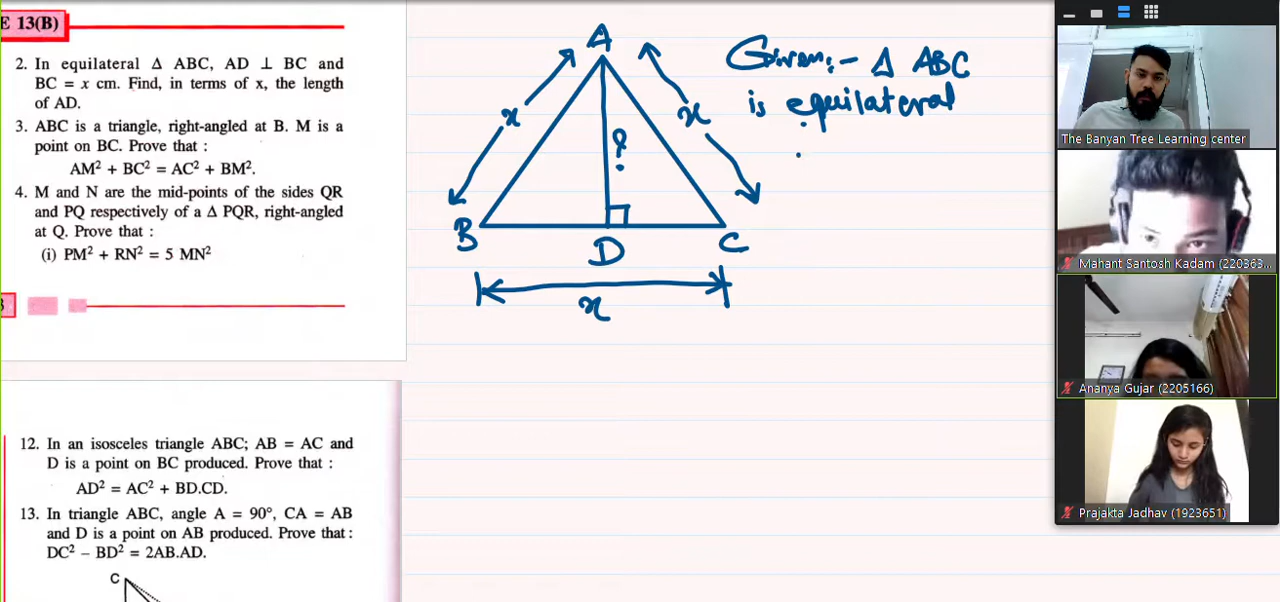 E 13(B)
2. In equilateral Δ ABC, AD ⊥ BC and
BC = x cm. Find, in terms of x, the length
of AD.
3. ABC is a triangle, right-angled at B. M is a
point on BC. Prove that :
AM² + BC² = AC² + BM².
4. M and N are the mid-points of the sides QR
and PQ respectively of a Δ PQR, right-angled
at Q. Prove that :
(i) PM² + RN² = 5 MN²
12. In an isosceles triangle ABC; AB = AC and
D is a point on BC produced. Prove that :
AD² = AC² + BD.CD.
13. In triangle ABC, angle A = 90°, CA = AB
and D is a point on AB produced. Prove that :
DC² – BD² = 2AB.AD.
C
A
x
x
?
B
D
C
x
Given:- Δ ABC
is equilateral
The Banyan Tree Learning center
Mahant Santosh Kadam (220363...
Ananya Gujar (2205166)
Prajakta Jadhav (1923651)